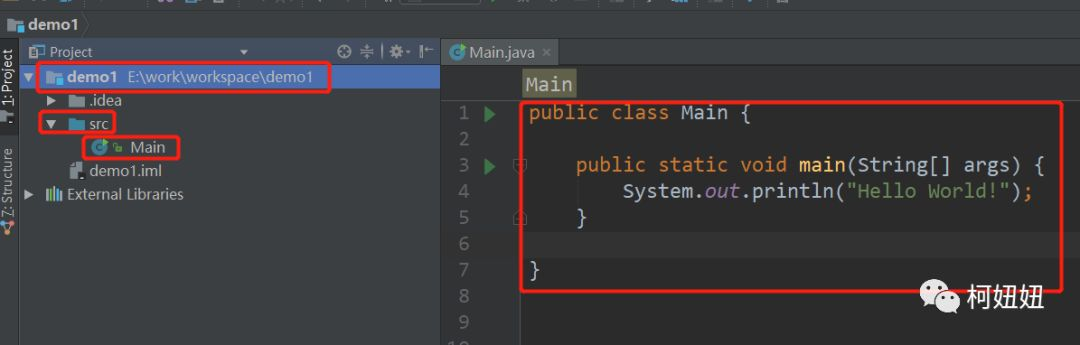 demo1
1: Project
Z: Structure
Project
demo1 E:\work\workspace\demo1
.idea
src
Main
demo1.iml
External Libraries
Main.java ×
Main
1 public class Main {
2
3 public static void main(String[] args) {
4 System.out.println("Hello World!");
5 }
6
7 }
8
9
柯妞妞